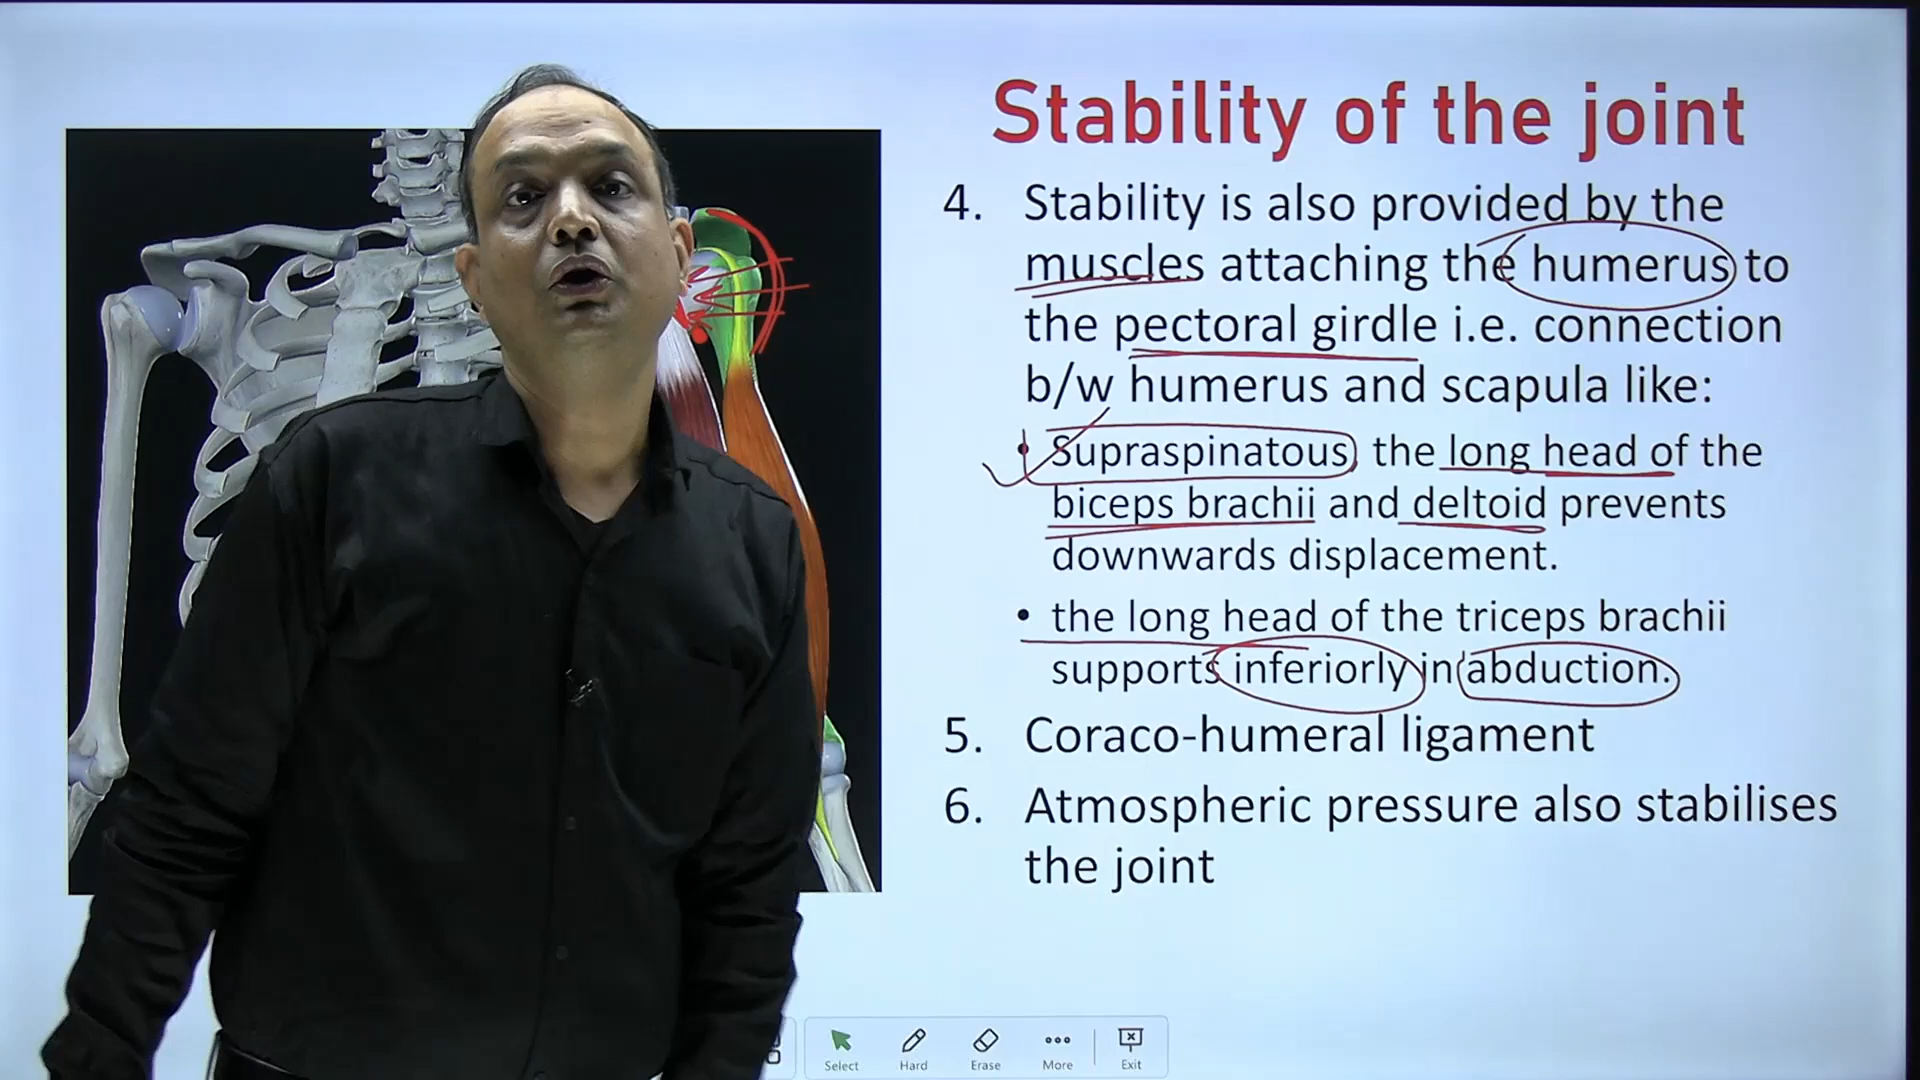 Stability of the joint
4. Stability is also provided by the
muscles attaching the humerus to
the pectoral girdle i.e. connection
b/w humerus and scapula like:
• Supraspinatous, the long head of the
biceps brachii and deltoid prevents
downwards displacement.
• the long head of the triceps brachii
supports inferiorly in abduction.
5. Coraco-humeral ligament
6. Atmospheric pressure also stabilises
the joint
Select Hard Erase More Exit